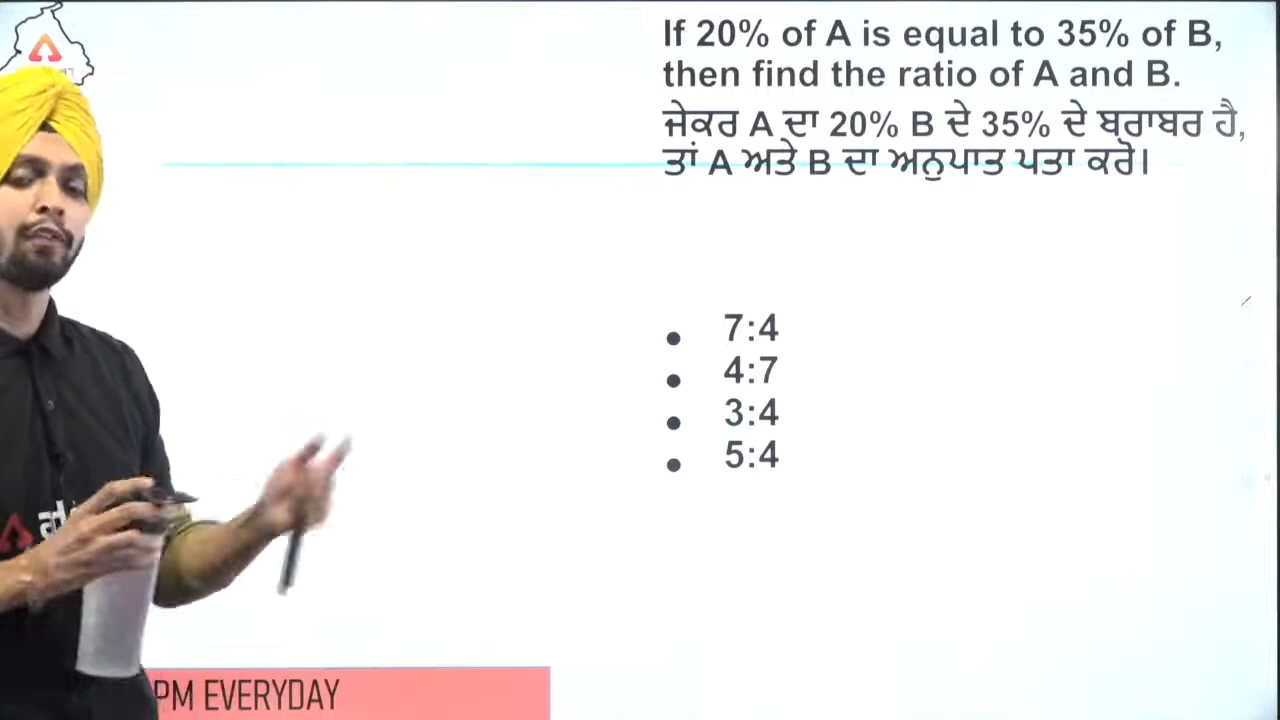 If 20% of A is equal to 35% of B,
then find the ratio of A and B.
ਜੇਕਰ A ਦਾ 20% B ਦੇ 35% ਦੇ ਬਰਾਬਰ ਹੈ,
ਤਾਂ A ਅਤੇ B ਦਾ ਅਨੁਪਾਤ ਪਤਾ ਕਰੋ।
7:4
4:7
3:4
5:4
PM EVERYDAY